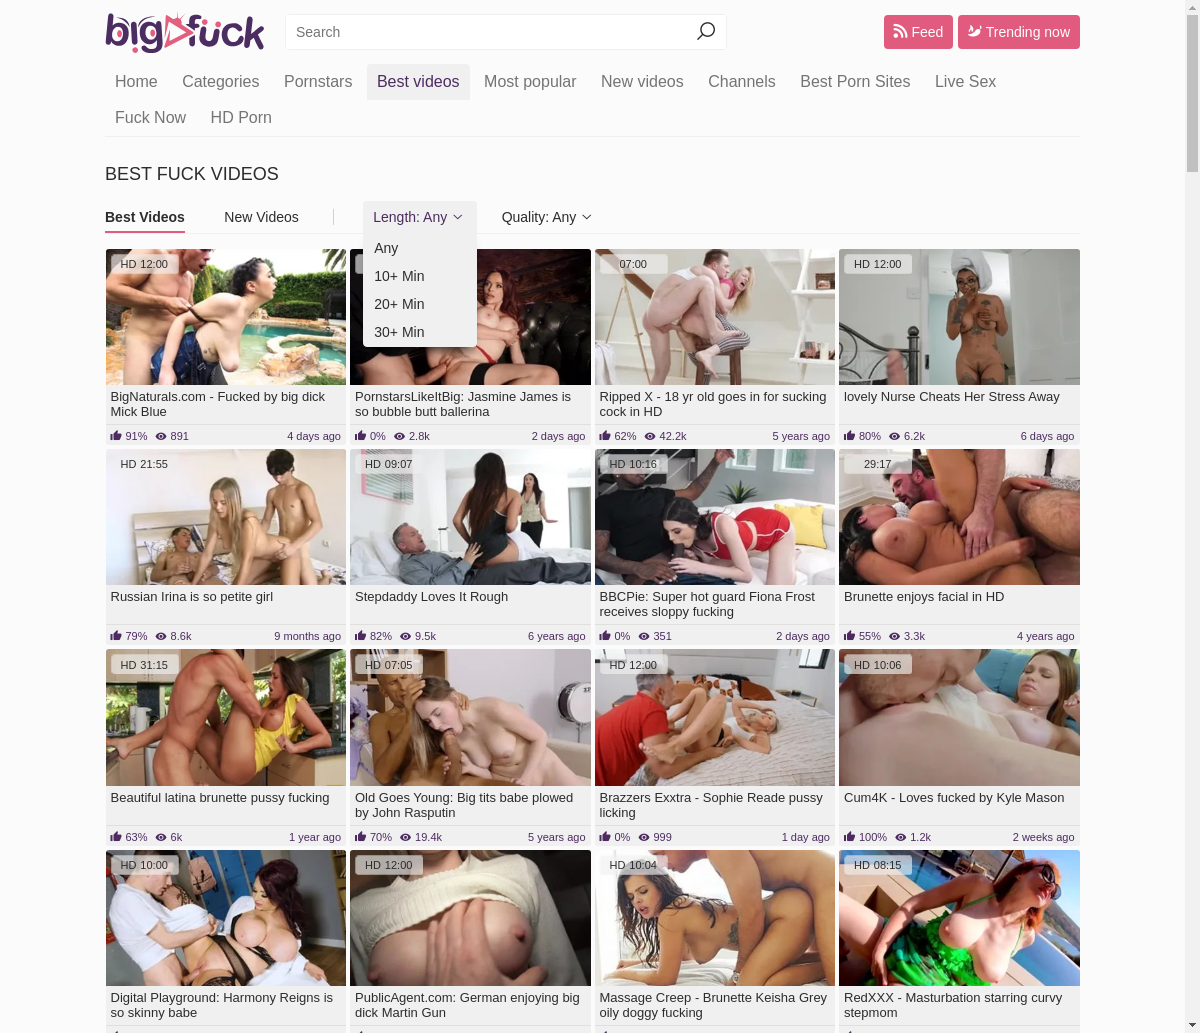 bigfuck
Search
Feed
Trending now
Home Categories Pornstars Best videos Most popular New videos Channels Best Porn Sites Live Sex
Fuck Now HD Porn
BEST FUCK VIDEOS
Best Videos New Videos Length: Any Quality: Any
Any
10+ Min
20+ Min
30+ Min
HD 12:00
07:00
HD 12:00
BigNaturals.com - Fucked by big dick
Mick Blue
91% 891 4 days ago
PornstarsLikeItBig: Jasmine James is
so bubble butt ballerina
0% 2.8k 2 days ago
Ripped X - 18 yr old goes in for sucking
cock in HD
62% 42.2k 5 years ago
lovely Nurse Cheats Her Stress Away
80% 6.2k 6 days ago
HD 21:55
HD 09:07
HD 10:16
29:17
Russian Irina is so petite girl
79% 8.6k 9 months ago
Stepdaddy Loves It Rough
82% 9.5k 6 years ago
BBCPie: Super hot guard Fiona Frost
receives sloppy fucking
0% 351 2 days ago
Brunette enjoys facial in HD
55% 3.3k 4 years ago
HD 31:15
HD 07:05
HD 12:00
HD 10:06
Beautiful latina brunette pussy fucking
63% 6k 1 year ago
Old Goes Young: Big tits babe plowed
by John Rasputin
70% 19.4k 5 years ago
Brazzers Exxtra - Sophie Reade pussy
licking
0% 999 1 day ago
Cum4K - Loves fucked by Kyle Mason
100% 1.2k 2 weeks ago
HD 10:00
HD 12:00
HD 10:04
HD 08:15
Digital Playground: Harmony Reigns is
so skinny babe
PublicAgent.com: German enjoying big
dick Martin Gun
Massage Creep - Brunette Keisha Grey
oily doggy fucking
RedXXX - Masturbation starring curvy
stepmom